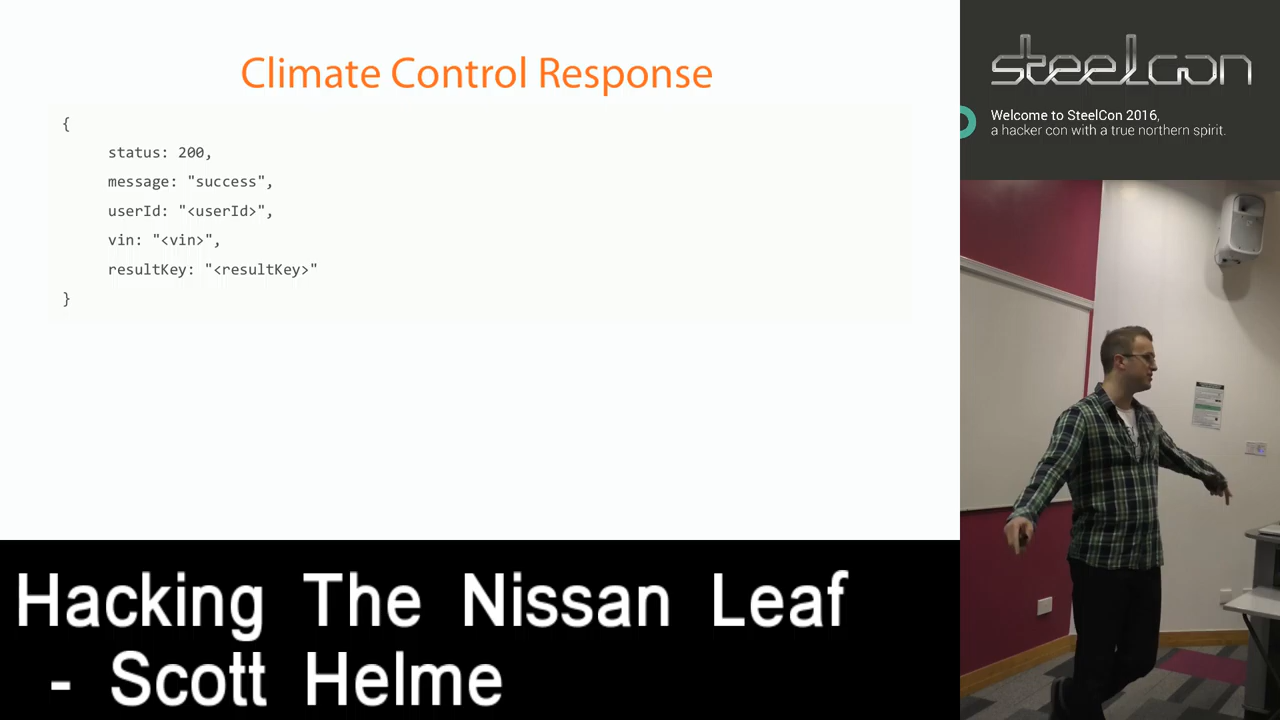 Climate Control Response
{
status: 200,
message: "success",
userId: "<userId>",
vin: "<vin>",
resultKey: "<resultKey>"
}
steelcon
Welcome to SteelCon 2016,
a hacker con with a true northern spirit.
Hacking The Nissan Leaf
- Scott Helme